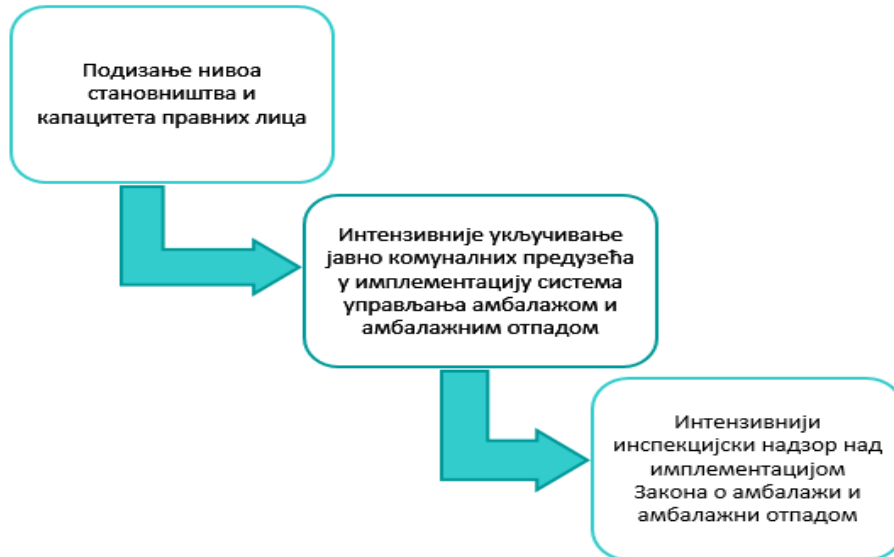 Подизање нивоа
становништва и
капацитета правних лица
Интензивније укључивање
јавно комуналних предузећа
у имплементацију система
управљања амбалажом и
амбалажним отпадом
Интензивнији
инспекцијски надзор над
имплементацијом
Закона о амбалажи и
амбалажни отпадом